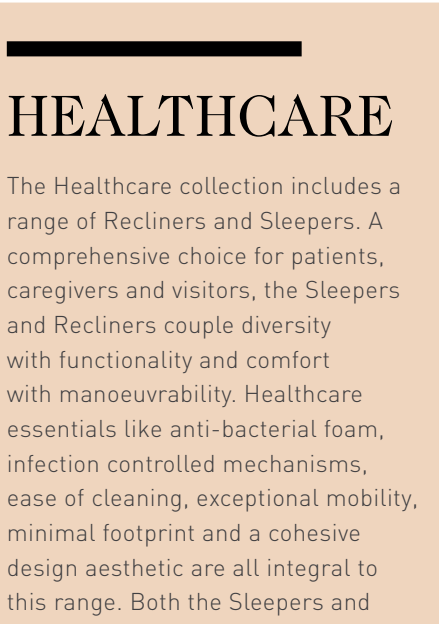 HEALTHCARE
The Healthcare collection includes a
range of Recliners and Sleepers. A
comprehensive choice for patients,
caregivers and visitors, the Sleepers
and Recliners couple diversity
with functionality and comfort
with manoeuvrability. Healthcare
essentials like anti-bacterial foam,
infection controlled mechanisms,
ease of cleaning, exceptional mobility,
minimal footprint and a cohesive
design aesthetic are all integral to
this range. Both the Sleepers and